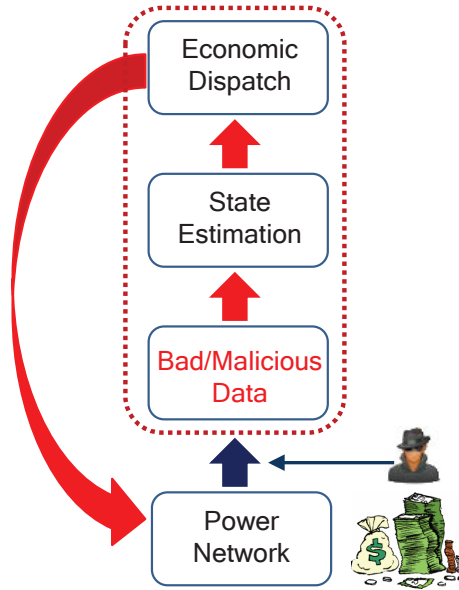 Economic
Dispatch
State
Estimation
Bad/Malicious
Data
Power
Network
$